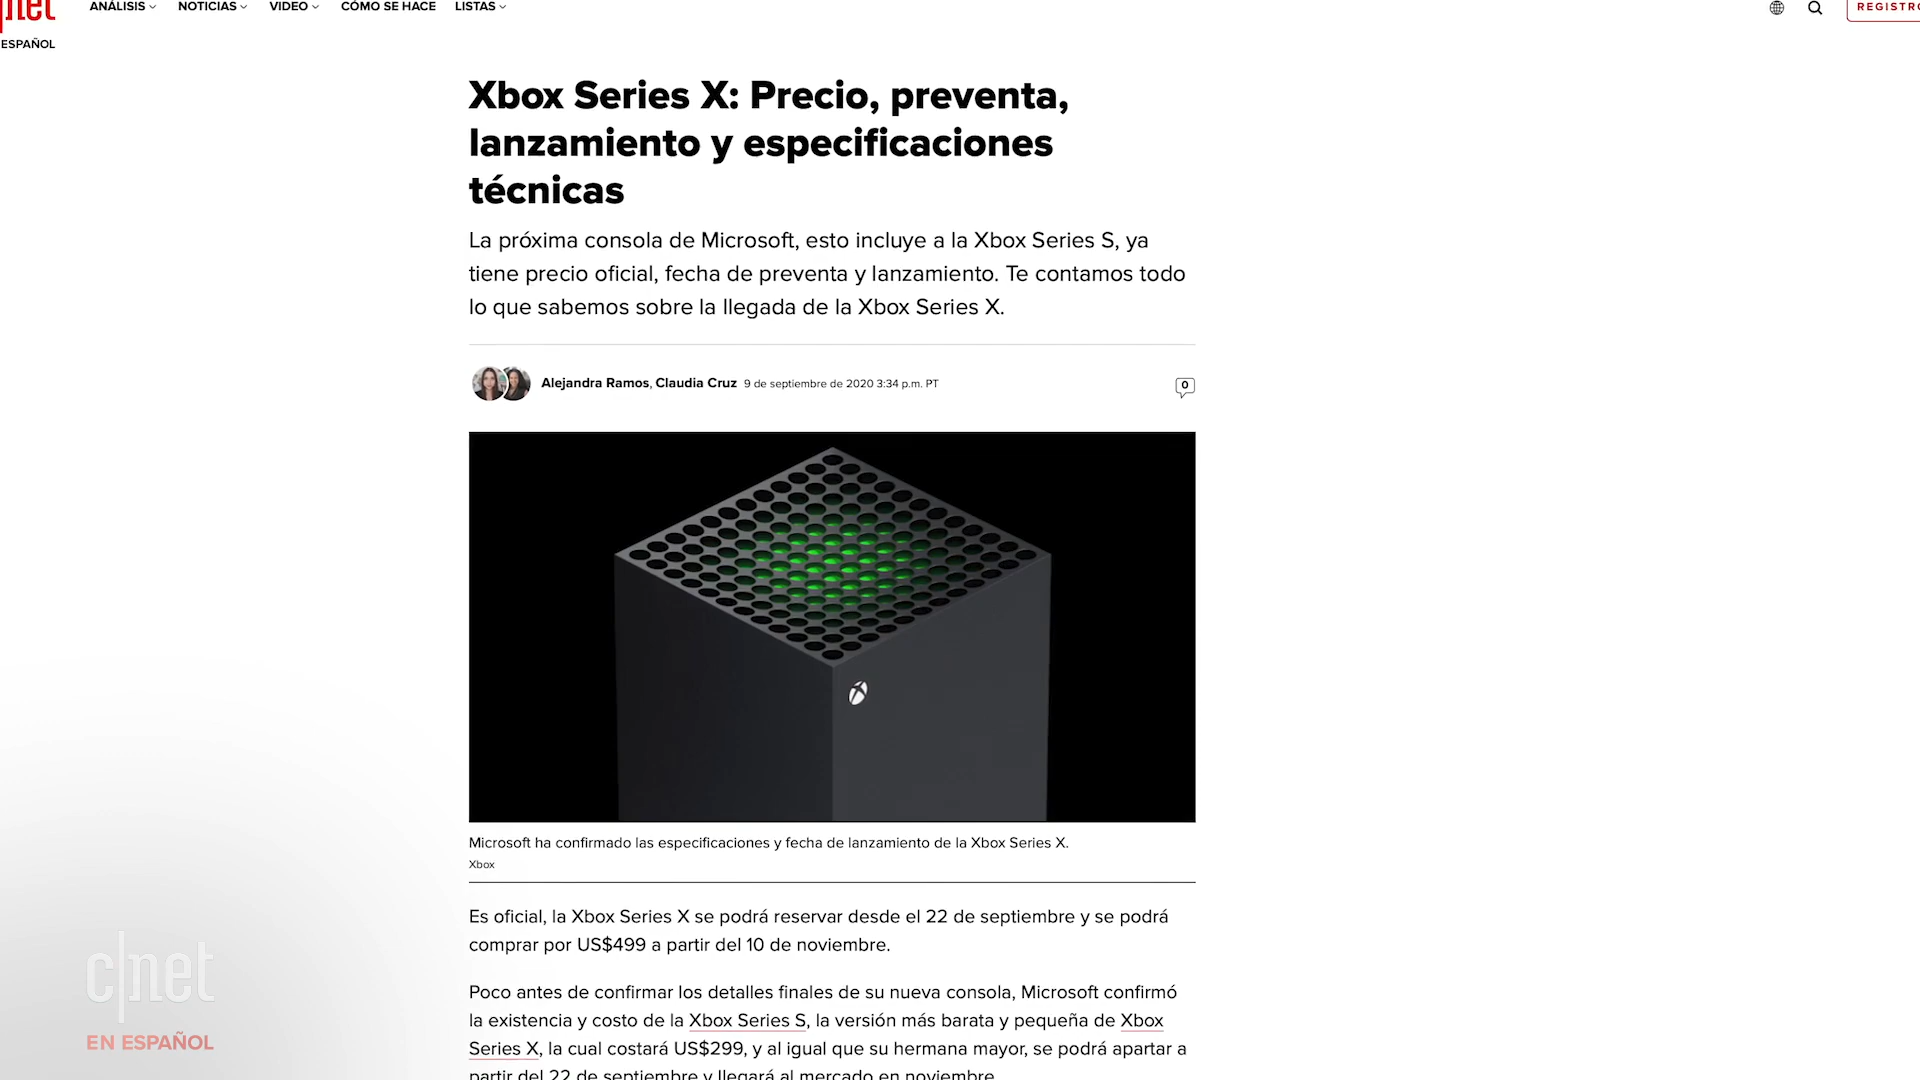 cnet
ANÁLISIS
NOTICIAS
VIDEO
CÓMO SE HACE
LISTAS
REGISTRO
ESPAÑOL
Xbox Series X: Precio, preventa,
lanzamiento y especificaciones
técnicas
La próxima consola de Microsoft, esto incluye a la Xbox Series S, ya
tiene precio oficial, fecha de preventa y lanzamiento. Te contamos todo
lo que sabemos sobre la llegada de la Xbox Series X.
Alejandra Ramos, Claudia Cruz 9 de septiembre de 2020 3:34 p.m. PT
0
Microsoft ha confirmado las especificaciones y fecha de lanzamiento de la Xbox Series X.
Xbox
Es oficial, la Xbox Series X se podrá reservar desde el 22 de septiembre y se podrá
comprar por US$499 a partir del 10 de noviembre.
Poco antes de confirmar los detalles finales de su nueva consola, Microsoft confirmó
la existencia y costo de la Xbox Series S, la versión más barata y pequeña de Xbox
Series X, la cual costará US$299, y al igual que su hermana mayor, se podrá apartar a
partir del 22 de septiembre y llegará al mercado en noviembre.
c|net
EN ESPAÑOL